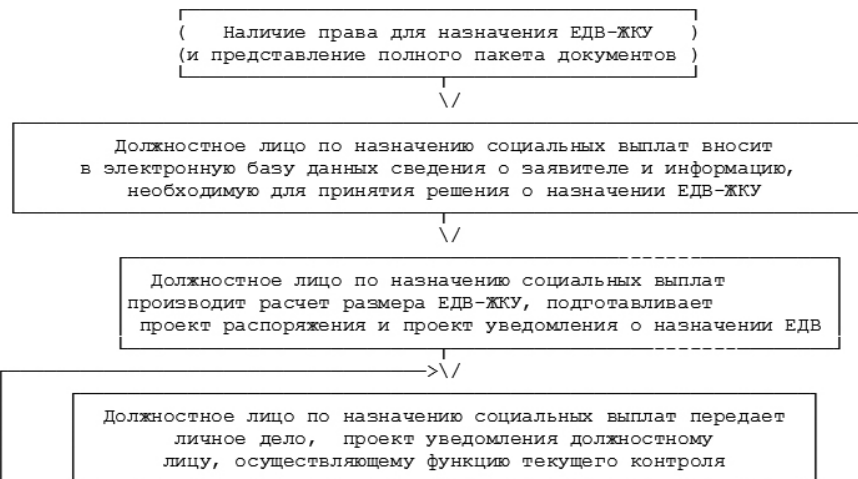 ( Наличие права для назначения ЕДВ-ЖКУ )
(и представление полного пакета документов )
\/
Должностное лицо по назначению социальных выплат вносит
в электронную базу данных сведения о заявителе и информацию,
необходимую для принятия решения о назначении ЕДВ-ЖКУ
\/
Должностное лицо по назначению социальных выплат
производит расчет размера ЕДВ-ЖКУ, подготавливает
проект распоряжения и проект уведомления о назначении ЕДВ
>\/
Должностное лицо по назначению социальных выплат передает
личное дело, проект уведомления должностному
лицу, осуществляющему функцию текущего контроля